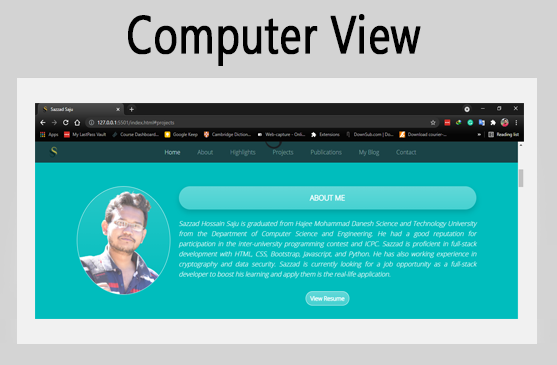 Computer View
Sazzad Saju
127.0.0.1:5501/index.html#projects
Apps My LastPass Vault Course Dashboard... Google Keep Cambridge Diction... Web-capture - Onlin... Extensions DownSub.com | Do... Download courier-... » Reading list
S Home About Highlights Projects Publications My Blog Contact
ABOUT ME
Sazzad Hossain Saju is graduated from Hajee Mohammad Danesh Science and Technology University
from the Department of Computer Science and Engineering. He had a good reputation for
participation in the inter-university programming contest and ICPC. Sazzad is proficient in full-stack
development with HTML, CSS, Bootstrap, Javascript, and Python. He has also working experience in
cryptography and data security. Sazzad is currently looking for a job opportunity as a full-stack
developer to boost his learning and apply them is the real-life application.
View Resume